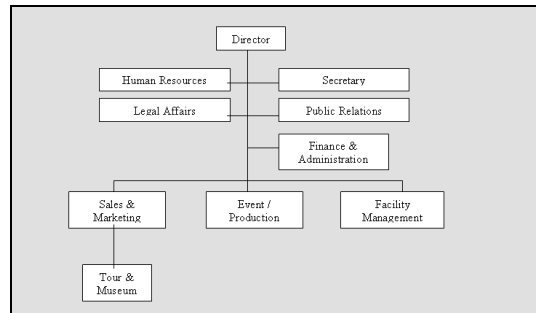 Director
Human Resources
Secretary
Legal Affairs
Public Relations
Finance &
Administration
Sales &
Marketing
Event /
Production
Facility
Management
Tour &
Museum